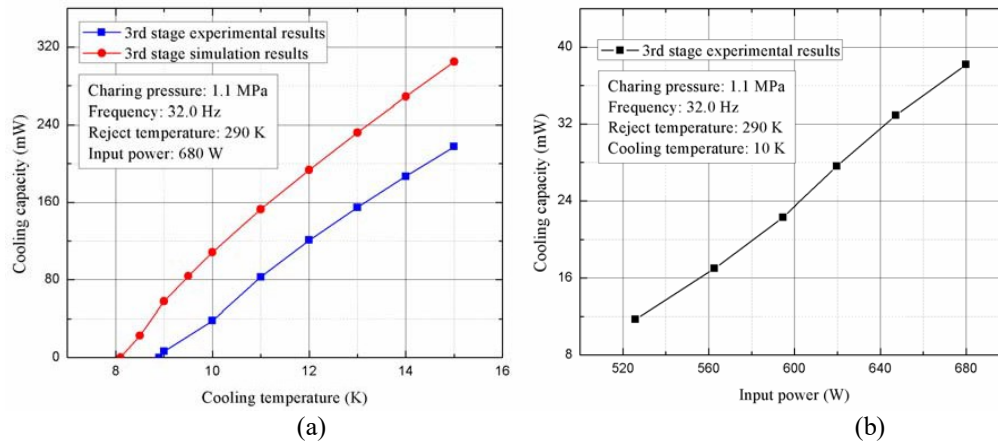 3rd stage experimental results
3rd stage simulation results
Charing pressure: 1.1 MPa
Frequency: 32.0 Hz
Reject temperature: 290 K
Input power: 680 W
Cooling capacity (mW)
320
240
160
80
0
8
10
12
14
16
Cooling temperature (K)
(a)
3rd stage experimental results
Charing pressure: 1.1 MPa
Frequency: 32.0 Hz
Reject temperature: 290 K
Cooling temperature: 10 K
Cooling capacity (mW)
40
32
24
16
8
520
560
600
640
680
Input power (W)
(b)